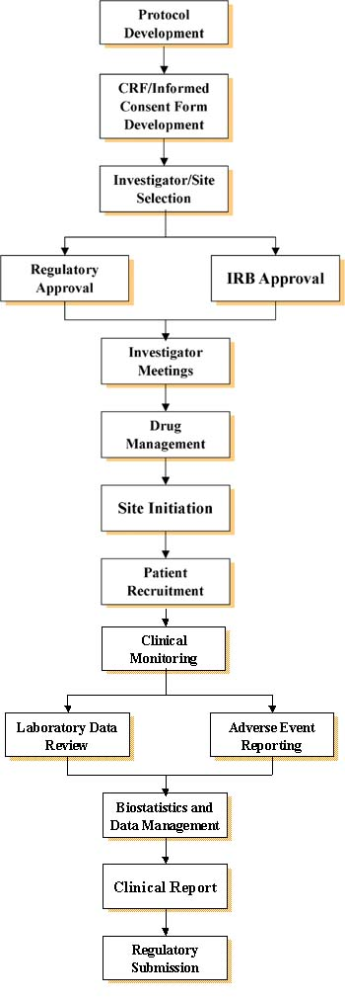 Protocol
Development
CRF/Informed
Consent Form
Development
Investigator/Site
Selection
Regulatory
Approval
IRB Approval
Investigator
Meetings
Drug
Management
Site Initiation
Patient
Recruitment
Clinical
Monitoring
Laboratory Data
Review
Adverse Event
Reporting
Biostatistics and
Data Management
Clinical Report
Regulatory
Submission